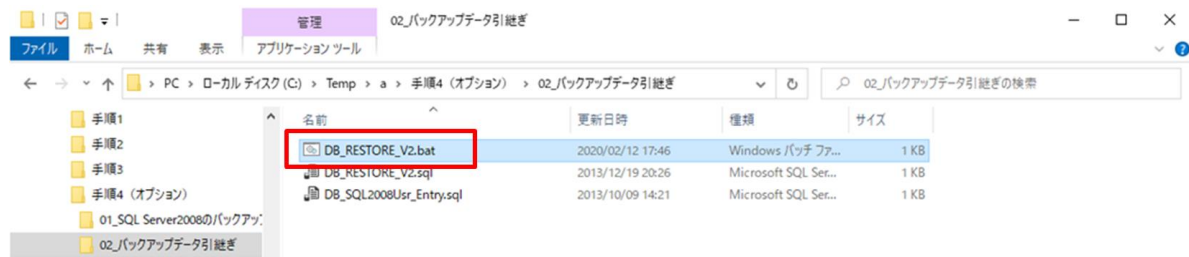 管理
02_バックアップデータ引継ぎ
ファイル ホーム 共有 表示 アプリケーション ツール
PC > ローカル ディスク (C:) > Temp > a > 手順4（オプション） > 02_バックアップデータ引継ぎ
02_バックアップデータ引継ぎの検索
手順1
手順2
手順3
手順4（オプション）
01_SQL Server2008のバックアップ
02_バックアップデータ引継ぎ
名前 更新日時 種類 サイズ
DB_RESTORE_V2.bat 2020/02/12 17:46 Windows バッチ ファ... 1 KB
DB_RESTORE_V2.sql 2013/12/19 20:26 Microsoft SQL Ser... 1 KB
DB_SQL2008Usr_Entry.sql 2013/10/09 14:21 Microsoft SQL Ser... 1 KB